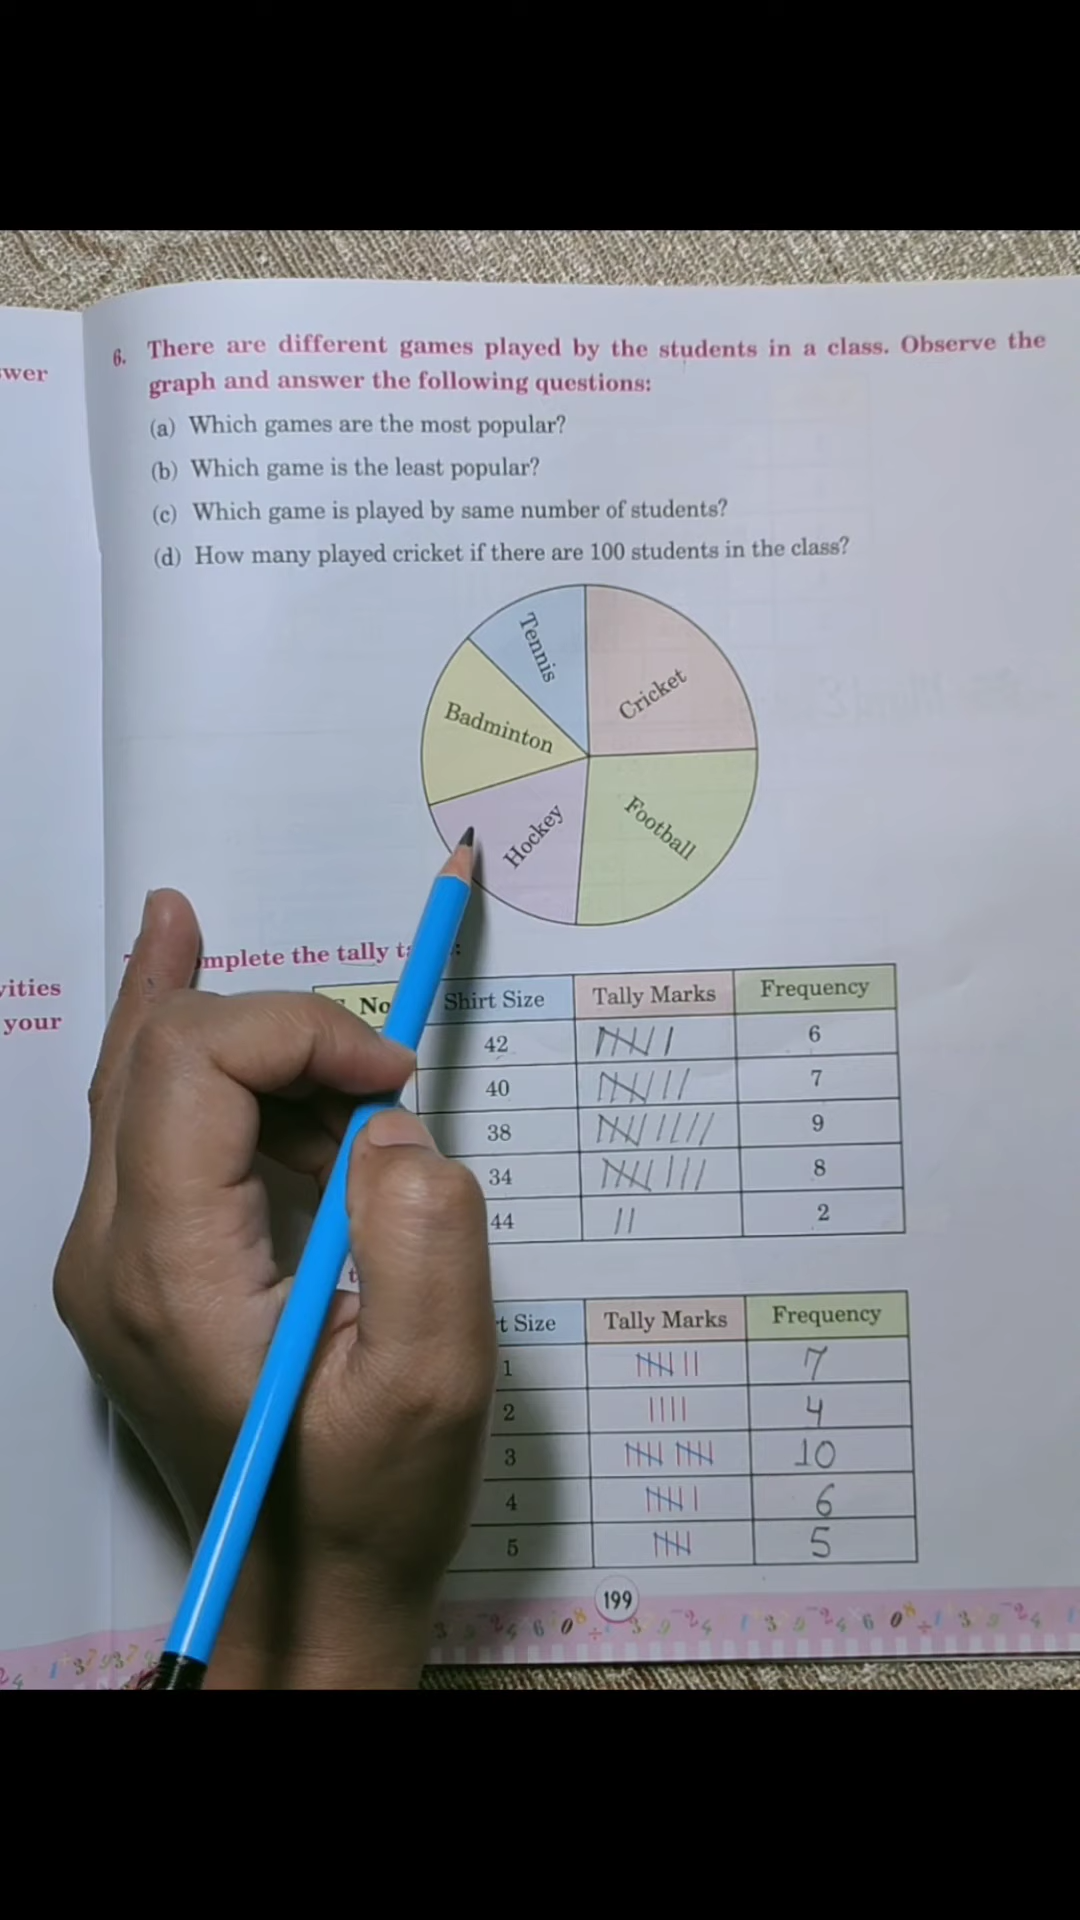 wer
6. There are different games played by the students in a class. Observe the
graph and answer the following questions:
(a) Which games are the most popular?
(b) Which game is the least popular?
(c) Which game is played by same number of students?
(d) How many played cricket if there are 100 students in the class?
Tennis
Cricket
Badminton
Hockey
Football
mplete the tally
vities
your
No Shirt Size Tally Marks Frequency
42 6
40 7
38 9
34 8
44 2
t Size Tally Marks Frequency
1 7
2 4
3 10
4 6
5 5
199